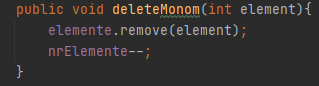 public void deleteMonom(int element){
    elemente.remove(element);
    nrElemente--;
}